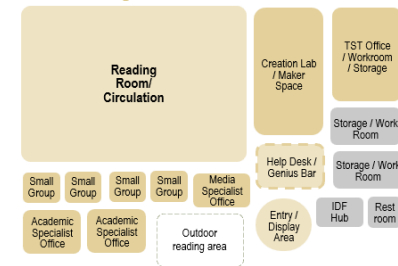 Reading
Room/
Circulation
Creation Lab
/ Maker
Space
TST Office
/ Workroom
/ Storage
Storage / Work
Room
Help Desk /
Genius Bar
Storage / Work
Room
Small
Group
Small
Group
Small
Group
Small
Group
Media
Specialist
Office
Academic
Specialist
Office
Academic
Specialist
Office
Outdoor
reading area
Entry /
Display
Area
IDF
Hub
Rest
room